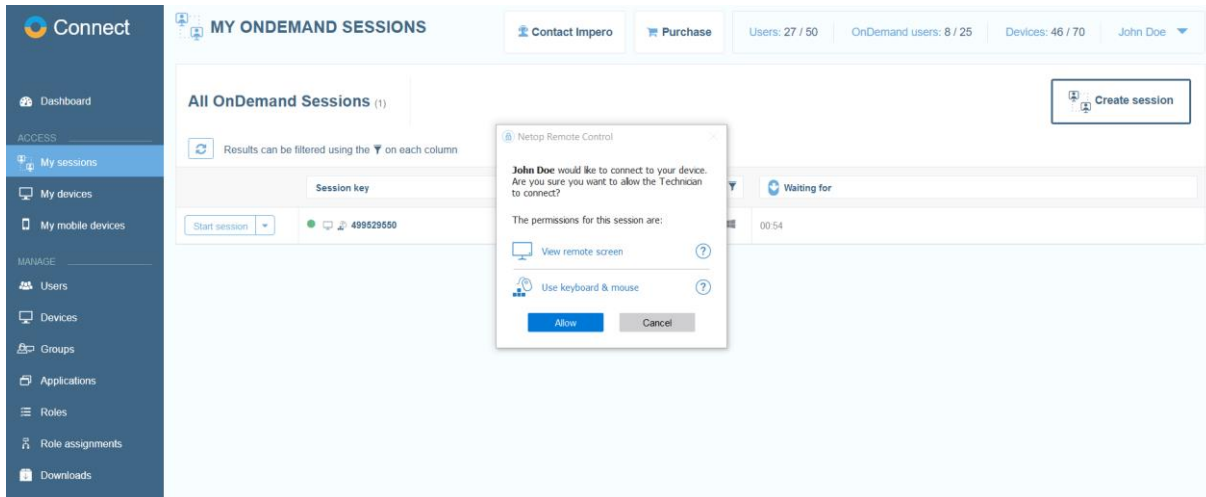 Connect
MY ONDEMAND SESSIONS
Contact Impero
Purchase
Users: 27 / 50
OnDemand users: 8 / 25
Devices: 46 / 70
John Doe
Dashboard
ACCESS
My sessions
My devices
My mobile devices
MANAGE
Users
Devices
Groups
Applications
Roles
Role assignments
Downloads
All OnDemand Sessions (1)
Create session
Results can be filtered using the on each column
Session key
Waiting for
Start session
499529550
00:54
Netop Remote Control
John Doe would like to connect to your device.
Are you sure you want to allow the Technician
to connect?
The permissions for this session are:
View remote screen
?
Use keyboard & mouse
?
Allow
Cancel